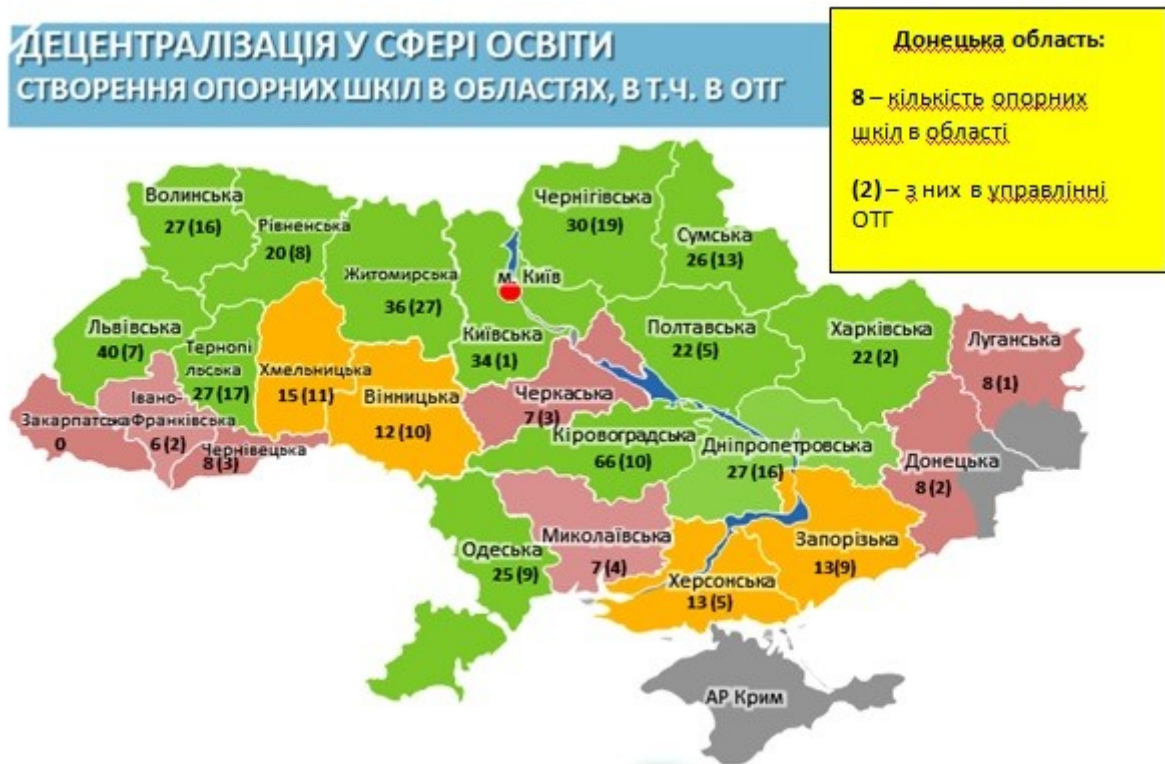 ДЕЦЕНТРАЛІЗАЦІЯ У СФЕРІ ОСВІТИ
СТВОРЕННЯ ОПОРНИХ ШКІЛ В ОБЛАСТЯХ, В Т.Ч. В ОТГ
Донецька область:
8 – кількість опорних
шкіл в області
(2) – з них в управлінні
ОТГ
Волинська
27 (16)
Рівненська
20 (8)
Житомирська
36 (27)
Чернігівська
30 (19)
Сумська
26 (13)
м. Київ
Київська
34 (1)
Львівська
40 (7)
Тернопі
льська
27 (17)
Хмельницька
15 (11)
Вінницька
12 (10)
Черкаська
7 (3)
Полтавська
22 (5)
Харківська
22 (2)
Луганська
8 (1)
Закарпатська
0
Івано-
Франківська
6 (2)
Чернівецька
8 (3)
Кіровоградська
66 (10)
Дніпропетровська
27 (16)
Донецька
8 (2)
Одеська
25 (9)
Миколаївська
7 (4)
Запорізька
13(9)
Херсонська
13 (5)
АР Крим